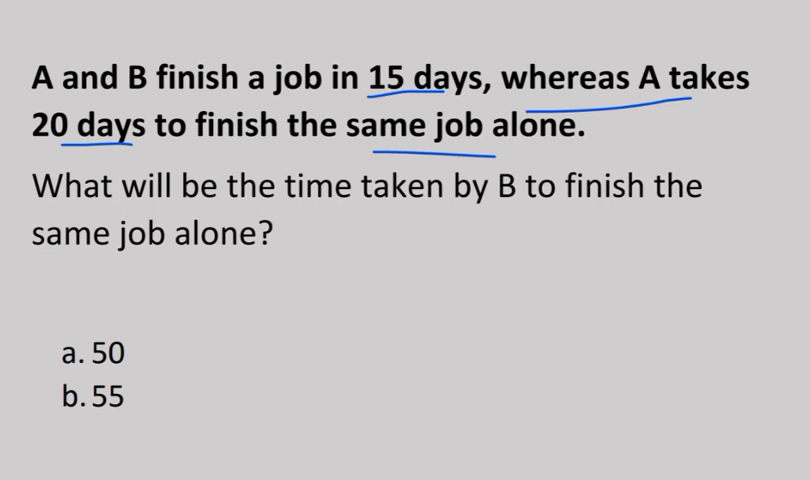 A and B finish a job in 15 days, whereas A takes
20 days to finish the same job alone.
What will be the time taken by B to finish the
same job alone?
a. 50
b. 55